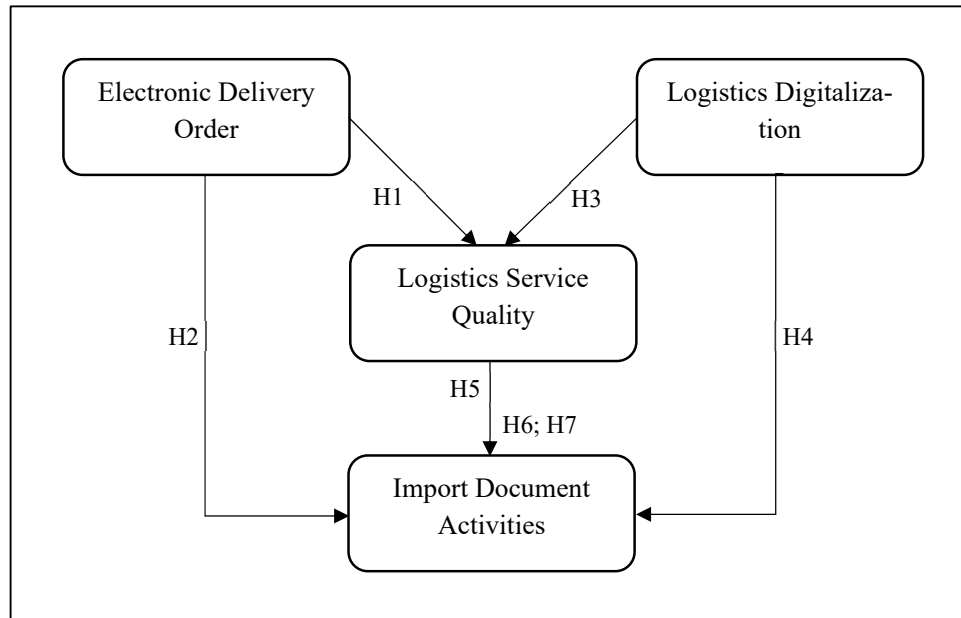 Electronic Delivery
Order
Logistics Digitaliza-
tion
H1
H3
Logistics Service
Quality
H2
H4
H5
H6; H7
Import Document
Activities